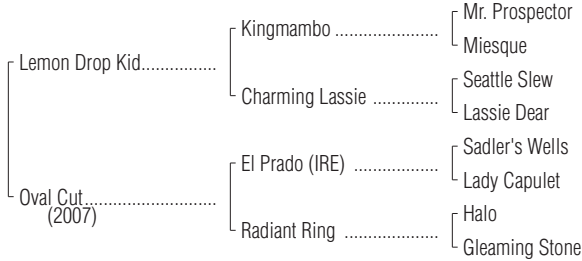 Mr. Prospector
Kingmambo ......................
Miesque
Lemon Drop Kid................
Seattle Slew
Charming Lassie ..............
Lassie Dear
Sadler's Wells
El Prado (IRE) ..................
Lady Capulet
Oval Cut............................
(2007)
Halo
Radiant Ring ....................
Gleaming Stone